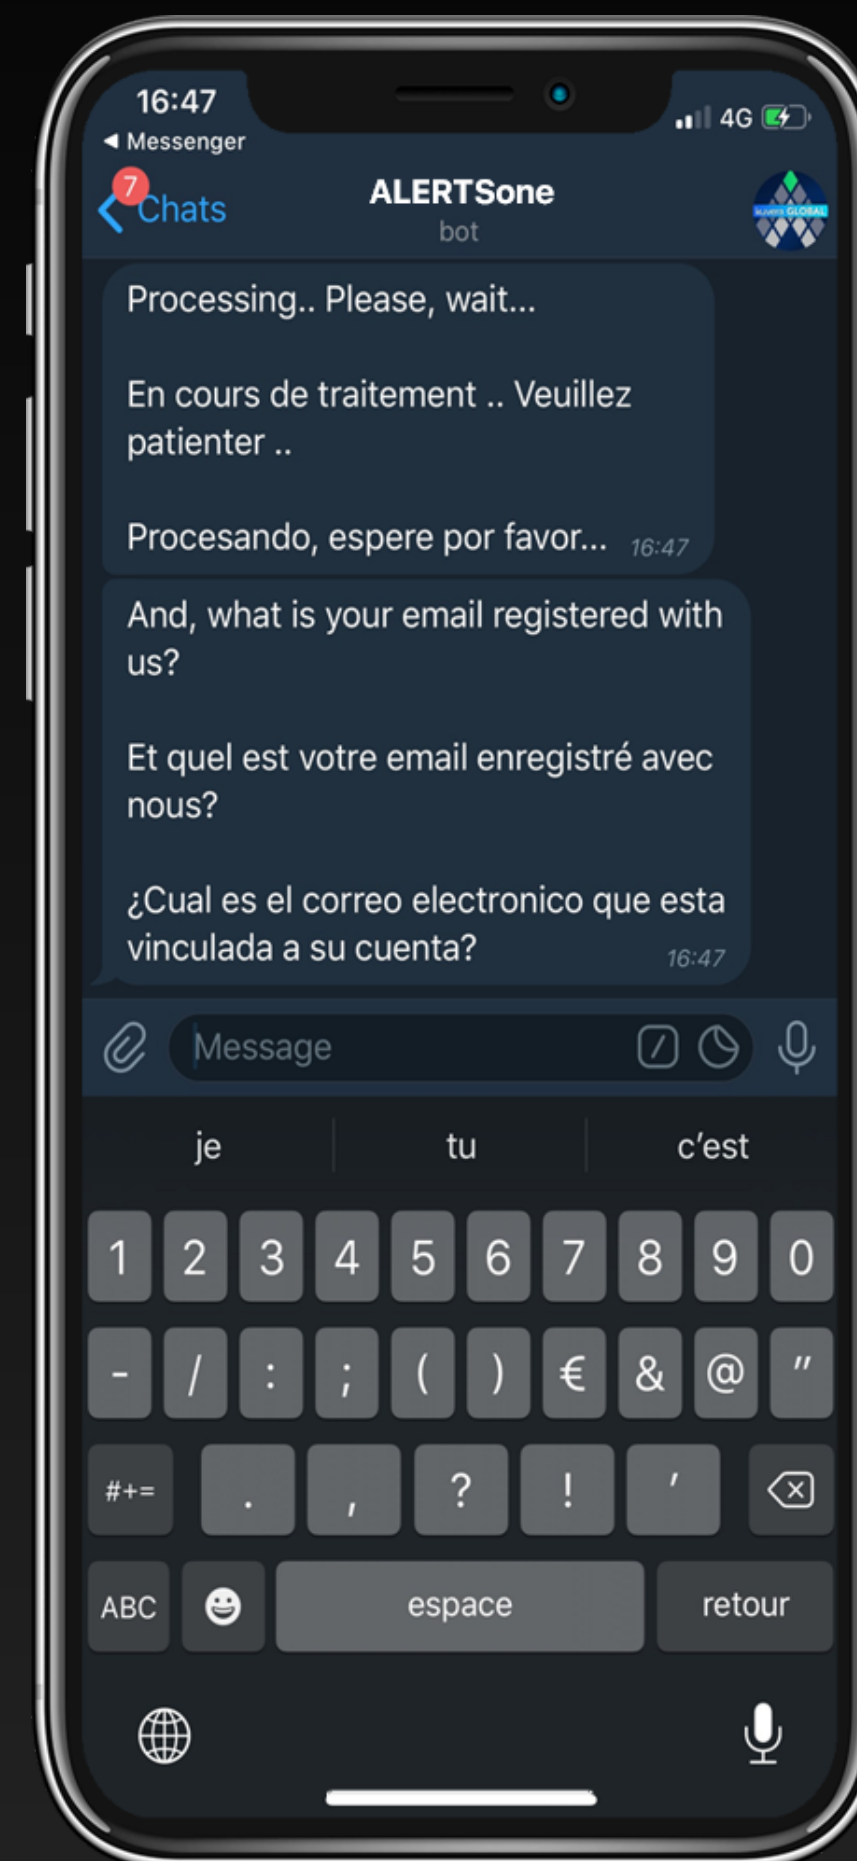 16:47
4G
◀ Messenger
7
Chats
ALERTSone
bot
GLOBAL
Processing.. Please, wait...
En cours de traitement .. Veuillez
patienter ..
Procesando, espere por favor... 16:47
And, what is your email registered with
us?
Et quel est votre email enregistré avec
nous?
¿Cual es el correo electronico que esta
vinculada a su cuenta? 16:47
Message
je tu c'est
1 2 3 4 5 6 7 8 9 0
- / : ; ( ) € & @ "
#+= . , ? ! '
ABC espace retour